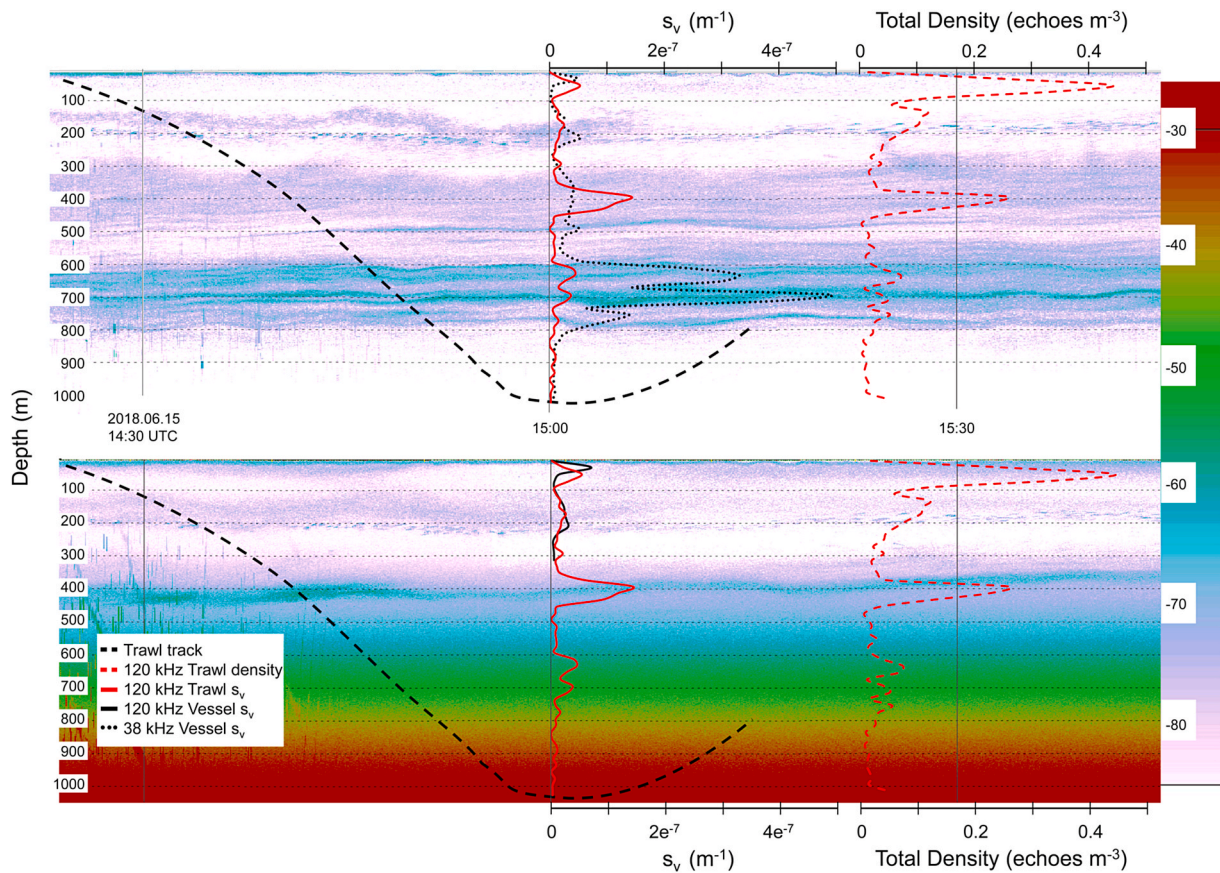 sᵥ (m⁻¹)
Total Density (echoes m⁻³)
0 2e⁻⁷ 4e⁻⁷
0 0.2 0.4
100
200
300
400
500
600
700
800
900
1000
-30
-40
-50
-60
-70
-80
Depth (m)
2018.06.15
14:30 UTC
15:00
15:30
100
200
300
400
500
600
700
800
900
1000
Trawl track
120 kHz Trawl density
120 kHz Trawl sᵥ
120 kHz Vessel sᵥ
38 kHz Vessel sᵥ
0 2e⁻⁷ 4e⁻⁷
0 0.2 0.4
sᵥ (m⁻¹)
Total Density (echoes m⁻³)